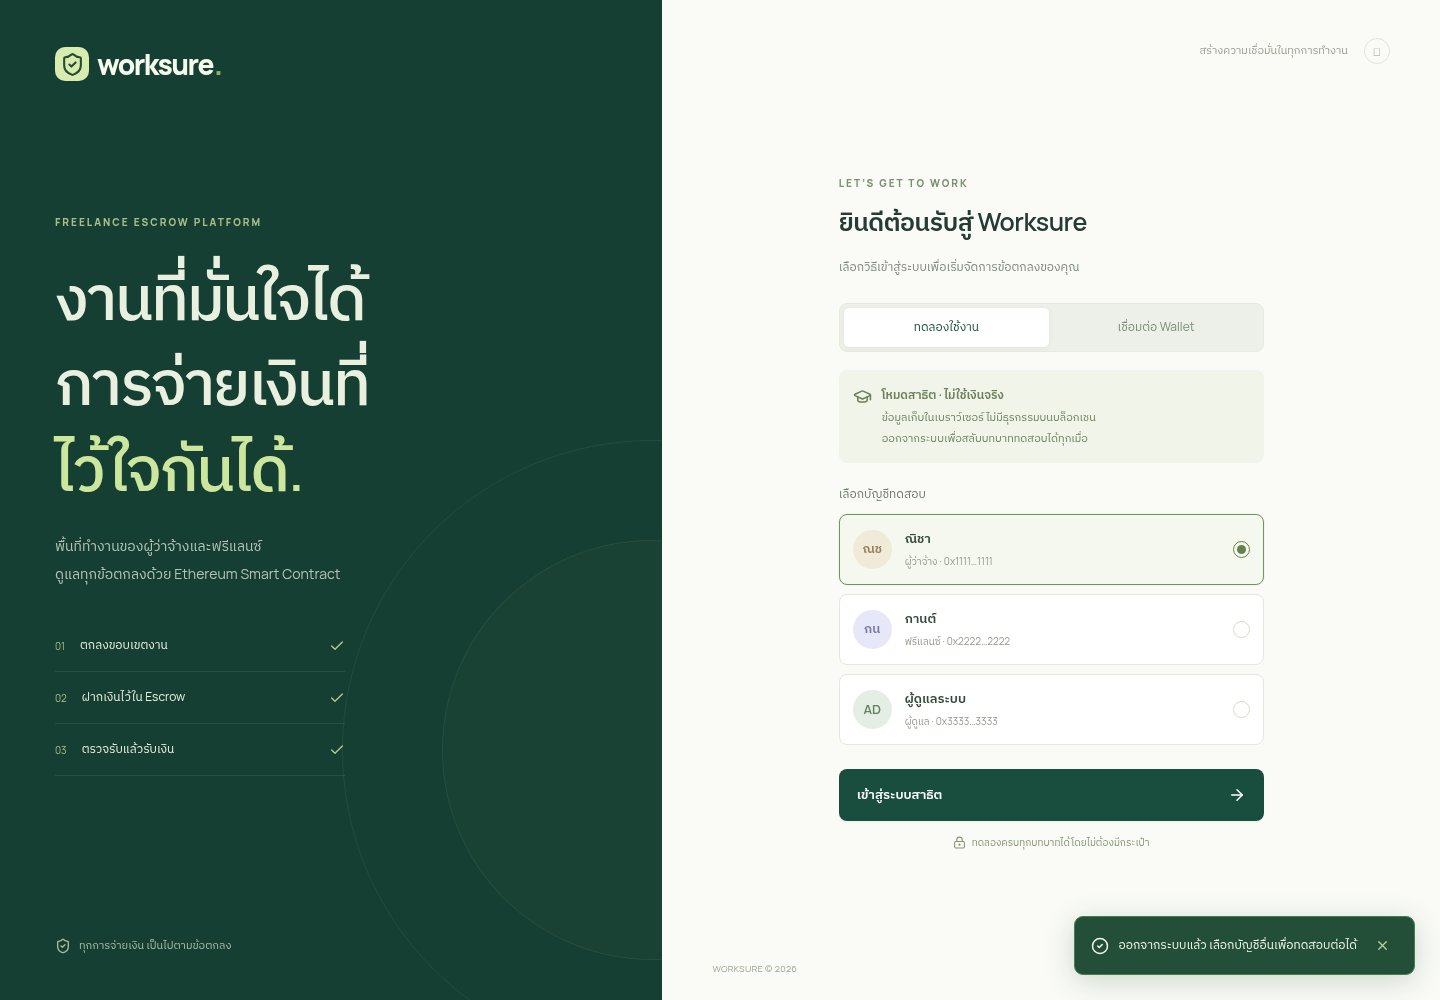 worksure.
FREELANCE ESCROW PLATFORM
งานที่มั่นใจได้
การจ่ายเงินที่
ไว้ใจกันได้.
พื้นที่ทำงานของผู้ว่าจ้างและฟรีแลนซ์
ดูแลทุกข้อตกลงด้วย Ethereum Smart Contract
01 ตกลงขอบเขตงาน
02 ฝากเงินไว้ใน Escrow
03 ตรวจรับแล้วรับเงิน
ทุกการจ่ายเงิน เป็นไปตามข้อตกลง
สร้างความเชื่อมั่นในทุกการทำงาน
LET'S GET TO WORK
ยินดีต้อนรับสู่ Worksure
เลือกวิธีเข้าสู่ระบบเพื่อเริ่มจัดการข้อตกลงของคุณ
ทดลองใช้งาน
เชื่อมต่อ Wallet
โหมดสาธิต · ไม่ใช้เงินจริง
ข้อมูลเก็บในเบราว์เซอร์ ไม่มีธุรกรรมบนบล็อกเชน
ออกจากระบบเพื่อสลับบทบาททดสอบได้ทุกเมื่อ
เลือกบัญชีทดสอบ
ณช
ณิชา
ผู้ว่าจ้าง · 0x1111...1111
กน
กานต์
ฟรีแลนซ์ · 0x2222...2222
AD
ผู้ดูแลระบบ
ผู้ดูแล · 0x3333...3333
เข้าสู่ระบบสาธิต
ทดลองครบทุกบทบาทได้โดยไม่ต้องมีกระเป๋า
ออกจากระบบแล้ว เลือกบัญชีอื่นเพื่อทดสอบต่อได้
WORKSURE © 2026